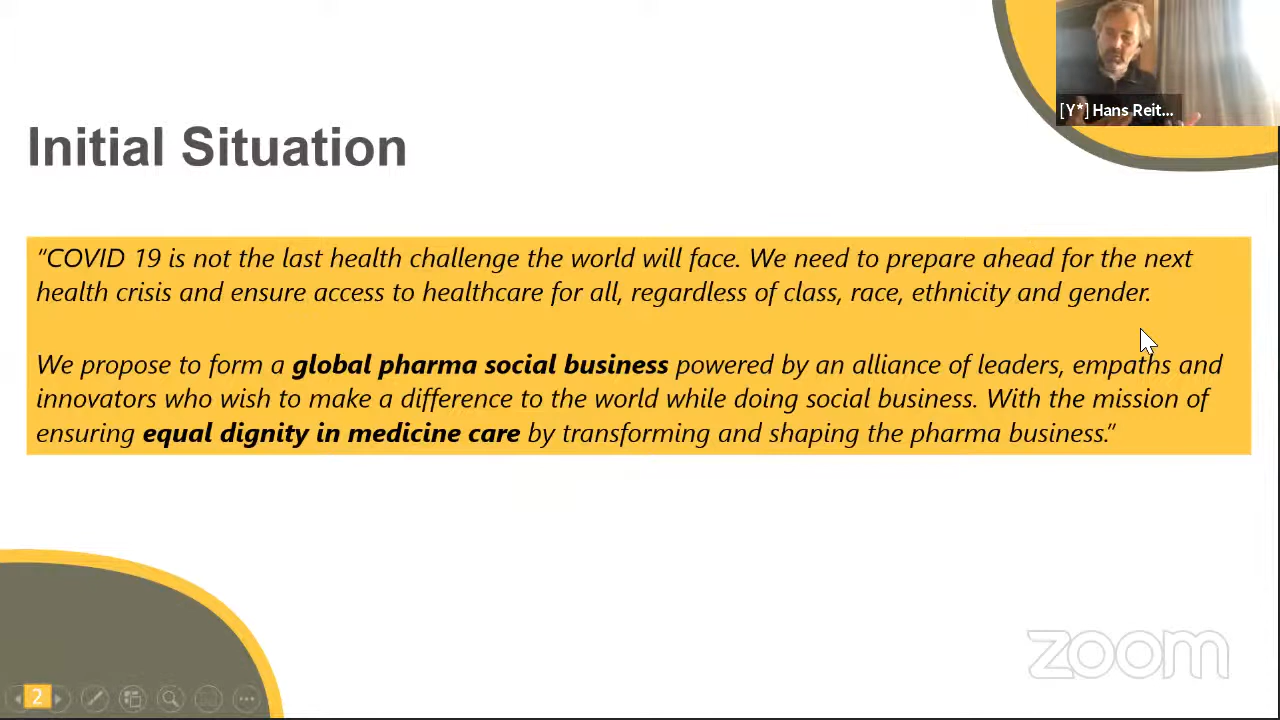 [Y*] Hans Reit...
Initial Situation
“COVID 19 is not the last health challenge the world will face. We need to prepare ahead for the next
health crisis and ensure access to healthcare for all, regardless of class, race, ethnicity and gender.
We propose to form a global pharma social business powered by an alliance of leaders, empaths and
innovators who wish to make a difference to the world while doing social business. With the mission of
ensuring equal dignity in medicine care by transforming and shaping the pharma business.”
zoom
2